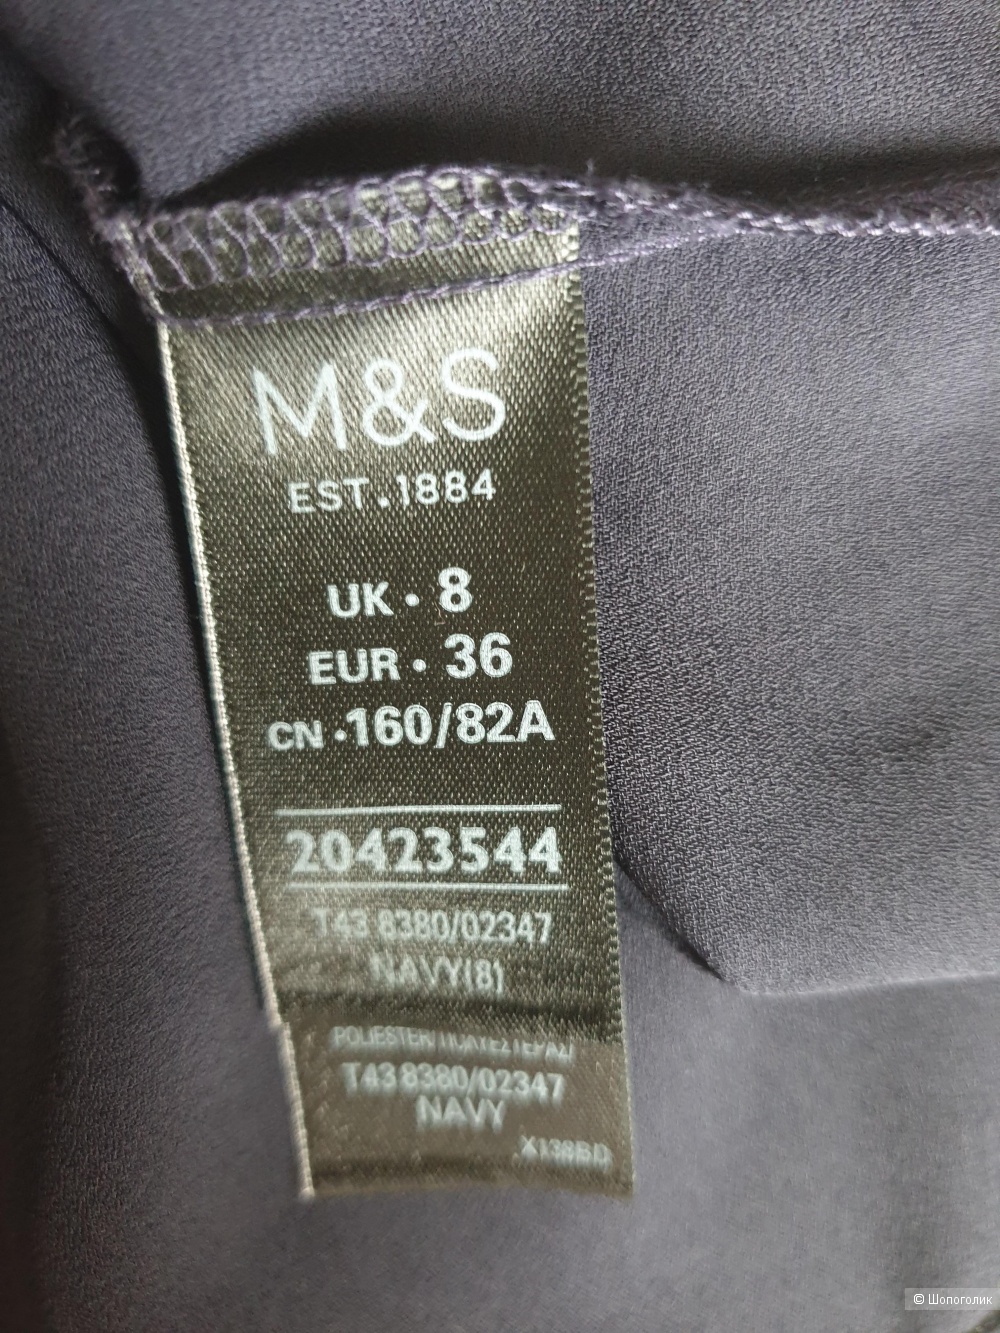 M&S
EST.1884
UK • 8
EUR • 36
CN •160/82A
20423544
T43 8380/02347
NAVY(8)
POLIESTER
T43 8380/02347
NAVY
© Шопоголик